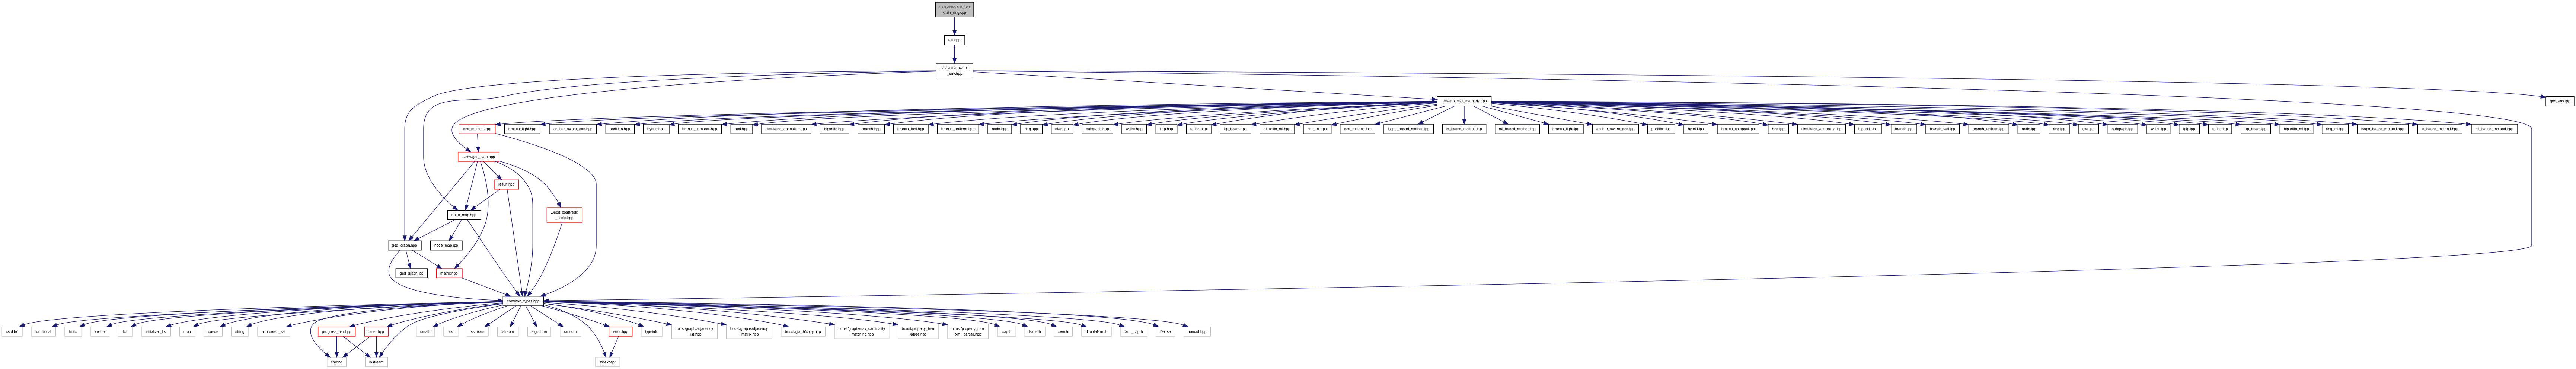 util.hpp
../../../src/env/ged
_env.hpp
../methods/all_methods.hpp
ged_env.ipp
ged_method.hpp
branch_tight.hpp
anchor_aware_ged.hpp
partition.hpp
hybrid.hpp
branch_compact.hpp
hed.hpp
simulated_annealing.hpp
bipartite.hpp
branch.hpp
branch_fast.hpp
branch_uniform.hpp
node.hpp
ring.hpp
star.hpp
subgraph.hpp
walks.hpp
ipfp.hpp
refine.hpp
bp_beam.hpp
bipartite_ml.hpp
ring_ml.hpp
ged_method.ipp
lsape_based_method.ipp
ls_based_method.ipp
ml_based_method.ipp
branch_tight.ipp
anchor_aware_ged.ipp
partition.ipp
hybrid.ipp
branch_compact.ipp
hed.ipp
simulated_annealing.ipp
bipartite.ipp
branch.ipp
branch_fast.ipp
branch_uniform.ipp
node.ipp
ring.ipp
star.ipp
subgraph.ipp
walks.ipp
ipfp.ipp
refine.ipp
bp_beam.ipp
bipartite_ml.ipp
ring_ml.ipp
lsape_based_method.hpp
ls_based_method.hpp
ml_based_method.hpp
../env/ged_data.hpp
result.hpp
node_map.hpp
../edit_costs/edit
_costs.hpp
ged_graph.hpp
node_map.ipp
ged_graph.ipp
matrix.hpp
common_types.hpp
cstddef
functional
limits
vector
list
initializer_list
map
queue
string
unordered_set
progress_bar.hpp
timer.hpp
cmath
ios
sstream
fstream
algorithm
random
error.hpp
typeinfo
boost/graph/adjacency
_list.hpp
boost/graph/adjacency
_matrix.hpp
boost/graph/copy.hpp
boost/graph/max_cardinality
_matching.hpp
boost/property_tree
/ptree.hpp
boost/property_tree
/xml_parser.hpp
lsap.h
lsape.h
svm.h
doublefann.h
fann_cpp.h
Dense
nomad.hpp
chrono
iostream
stdexcept